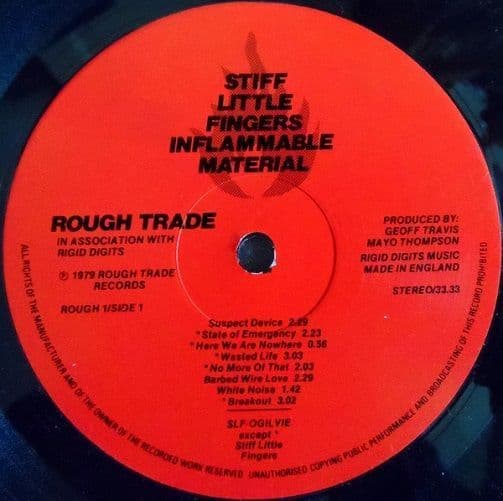 STIFF
LITTLE
FINGERS
INFLAMMABLE
MATERIAL
ROUGH TRADE
IN ASSOCIATION WITH
RIGID DIGITS
℗ 1979 ROUGH TRADE
RECORDS
ROUGH 1/SIDE 1
PRODUCED BY:
GEOFF TRAVIS
MAYO THOMPSON
RIGID DIGITS MUSIC
MADE IN ENGLAND
STEREO/33.33
Suspect Device 2.29
*State of Emergency 2.23
*Here We Are Nowhere 0.56
*Wasted Life 3.03
*No More Of That 2.03
Barbed Wire Love 2.29
White Noise 1.42
*Breakout 3.02
SLF-OGILVIE
except *
Stiff Little
Fingers
ALL RIGHTS OF THE MANUFACTURER AND OF THE OWNER OF THE RECORDED WORK RESERVED UNAUTHORISED COPYING PUBLIC PERFORMANCE AND BROADCASTING OF THIS RECORD PROHIBITED